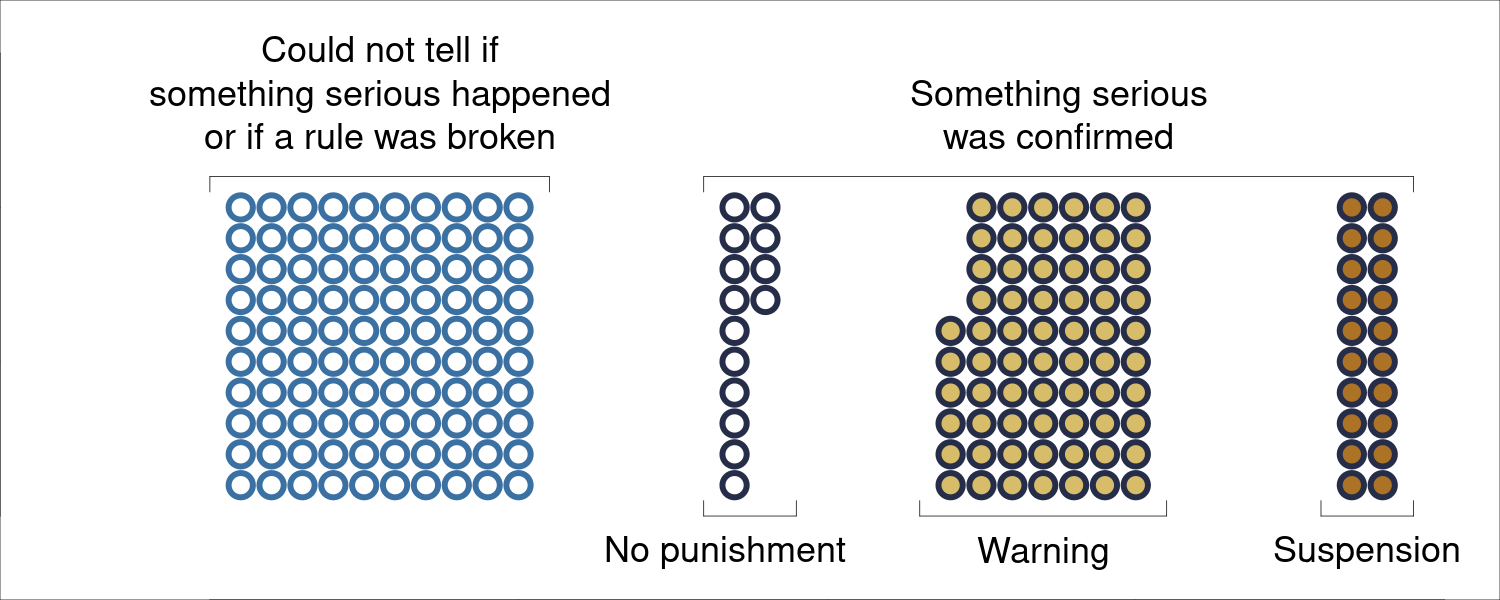 Could not tell if
something serious happened
or if a rule was broken
Something serious
was confirmed
No punishment
Warning
Suspension